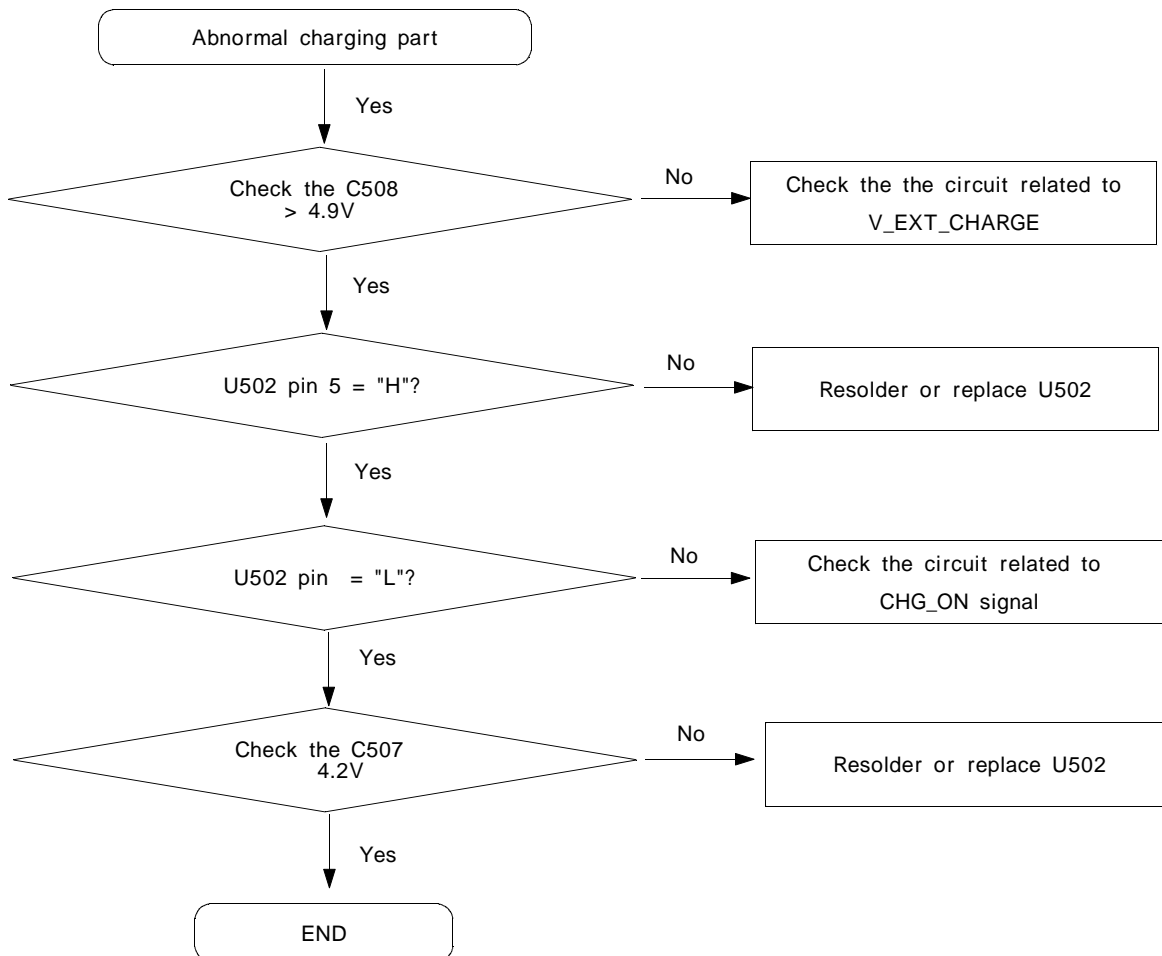 Abnormal charging part
Yes
Check the C508
> 4.9V
No
Check the the circuit related to
V_EXT_CHARGE
Yes
U502 pin 5 = "H"?
No
Resolder or replace U502
Yes
U502 pin = "L"?
No
Check the circuit related to
CHG_ON signal
Yes
Check the C507
4.2V
No
Resolder or replace U502
Yes
END